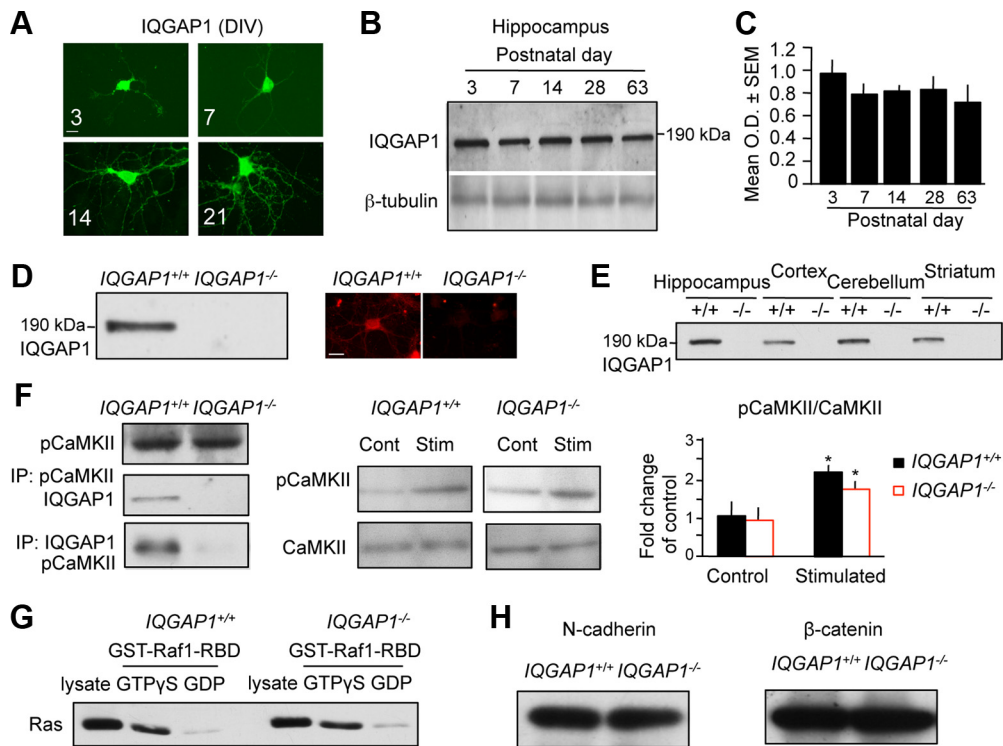 A
IQGAP1 (DIV)
3
7
14
21
B
Hippocampus
Postnatal day
3 7 14 28 63
IQGAP1
190 kDa
β-tubulin
C
Mean O.D. ± SEM
1.2
1.0
0.8
0.6
0.4
0.2
0
3 7 14 28 63
Postnatal day
D
IQGAP1+/+ IQGAP1-/-
190 kDa
IQGAP1
IQGAP1+/+ IQGAP1-/-
E
Hippocampus Cortex Cerebellum Striatum
+/+ -/- +/+ -/- +/+ -/- +/+ -/-
190 kDa
IQGAP1
F
IQGAP1+/+ IQGAP1-/-
pCaMKII
IP: pCaMKII
IQGAP1
IP: IQGAP1
pCaMKII
IQGAP1+/+ IQGAP1-/-
Cont Stim Cont Stim
pCaMKII
CaMKII
pCaMKII/CaMKII
Fold change
of control
3
2
1
0
* *
Control Stimulated
IQGAP1+/+
IQGAP1-/-
G
IQGAP1+/+ IQGAP1-/-
GST-Raf1-RBD GST-Raf1-RBD
lysate GTPγS GDP lysate GTPγS GDP
Ras
H
N-cadherin β-catenin
IQGAP1+/+ IQGAP1-/- IQGAP1+/+ IQGAP1-/-